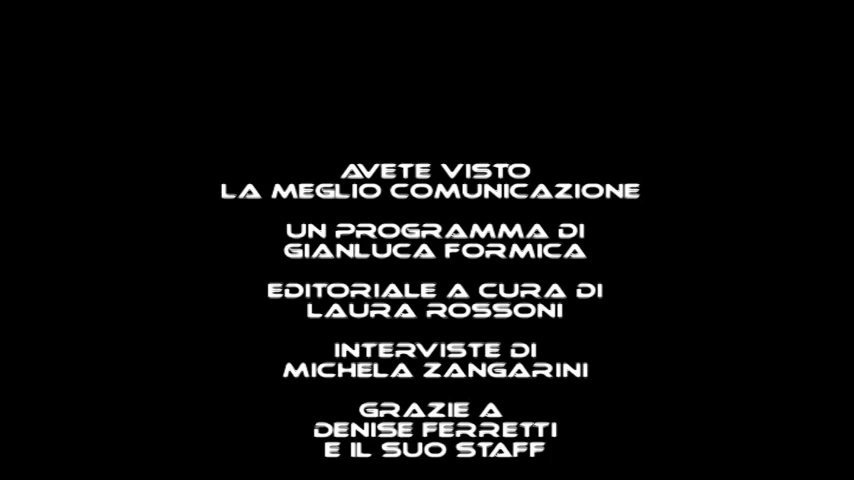 AVETE VISTO
LA MEGLIO COMUNICAZIONE
UN PROGRAMMA DI
GIANLUCA FORMICA
EDITORIALE A CURA DI
LAURA ROSSONI
INTERVISTE DI
MICHELA ZANGARINI
GRAZIE A
DENISE FERRETTI
E IL SUO STAFF